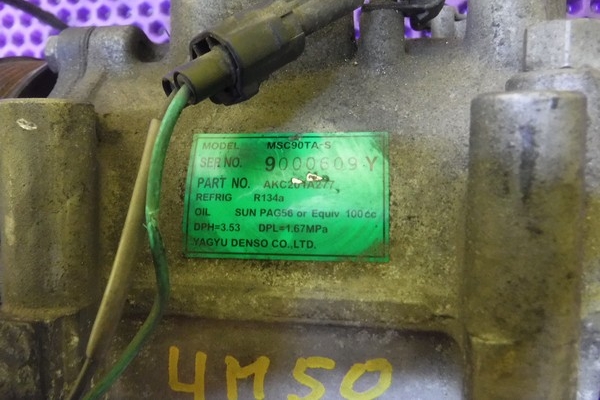 MODEL MSC90TA-S
SER NO. 9000609 Y
PART NO. AKC201A277
REFRIG R134a
OIL SUN PAG56 or Equiv 100cc
DPH=3.53 DPL=1.67MPa
YAGYU DENSO CO.,LTD.
4M50